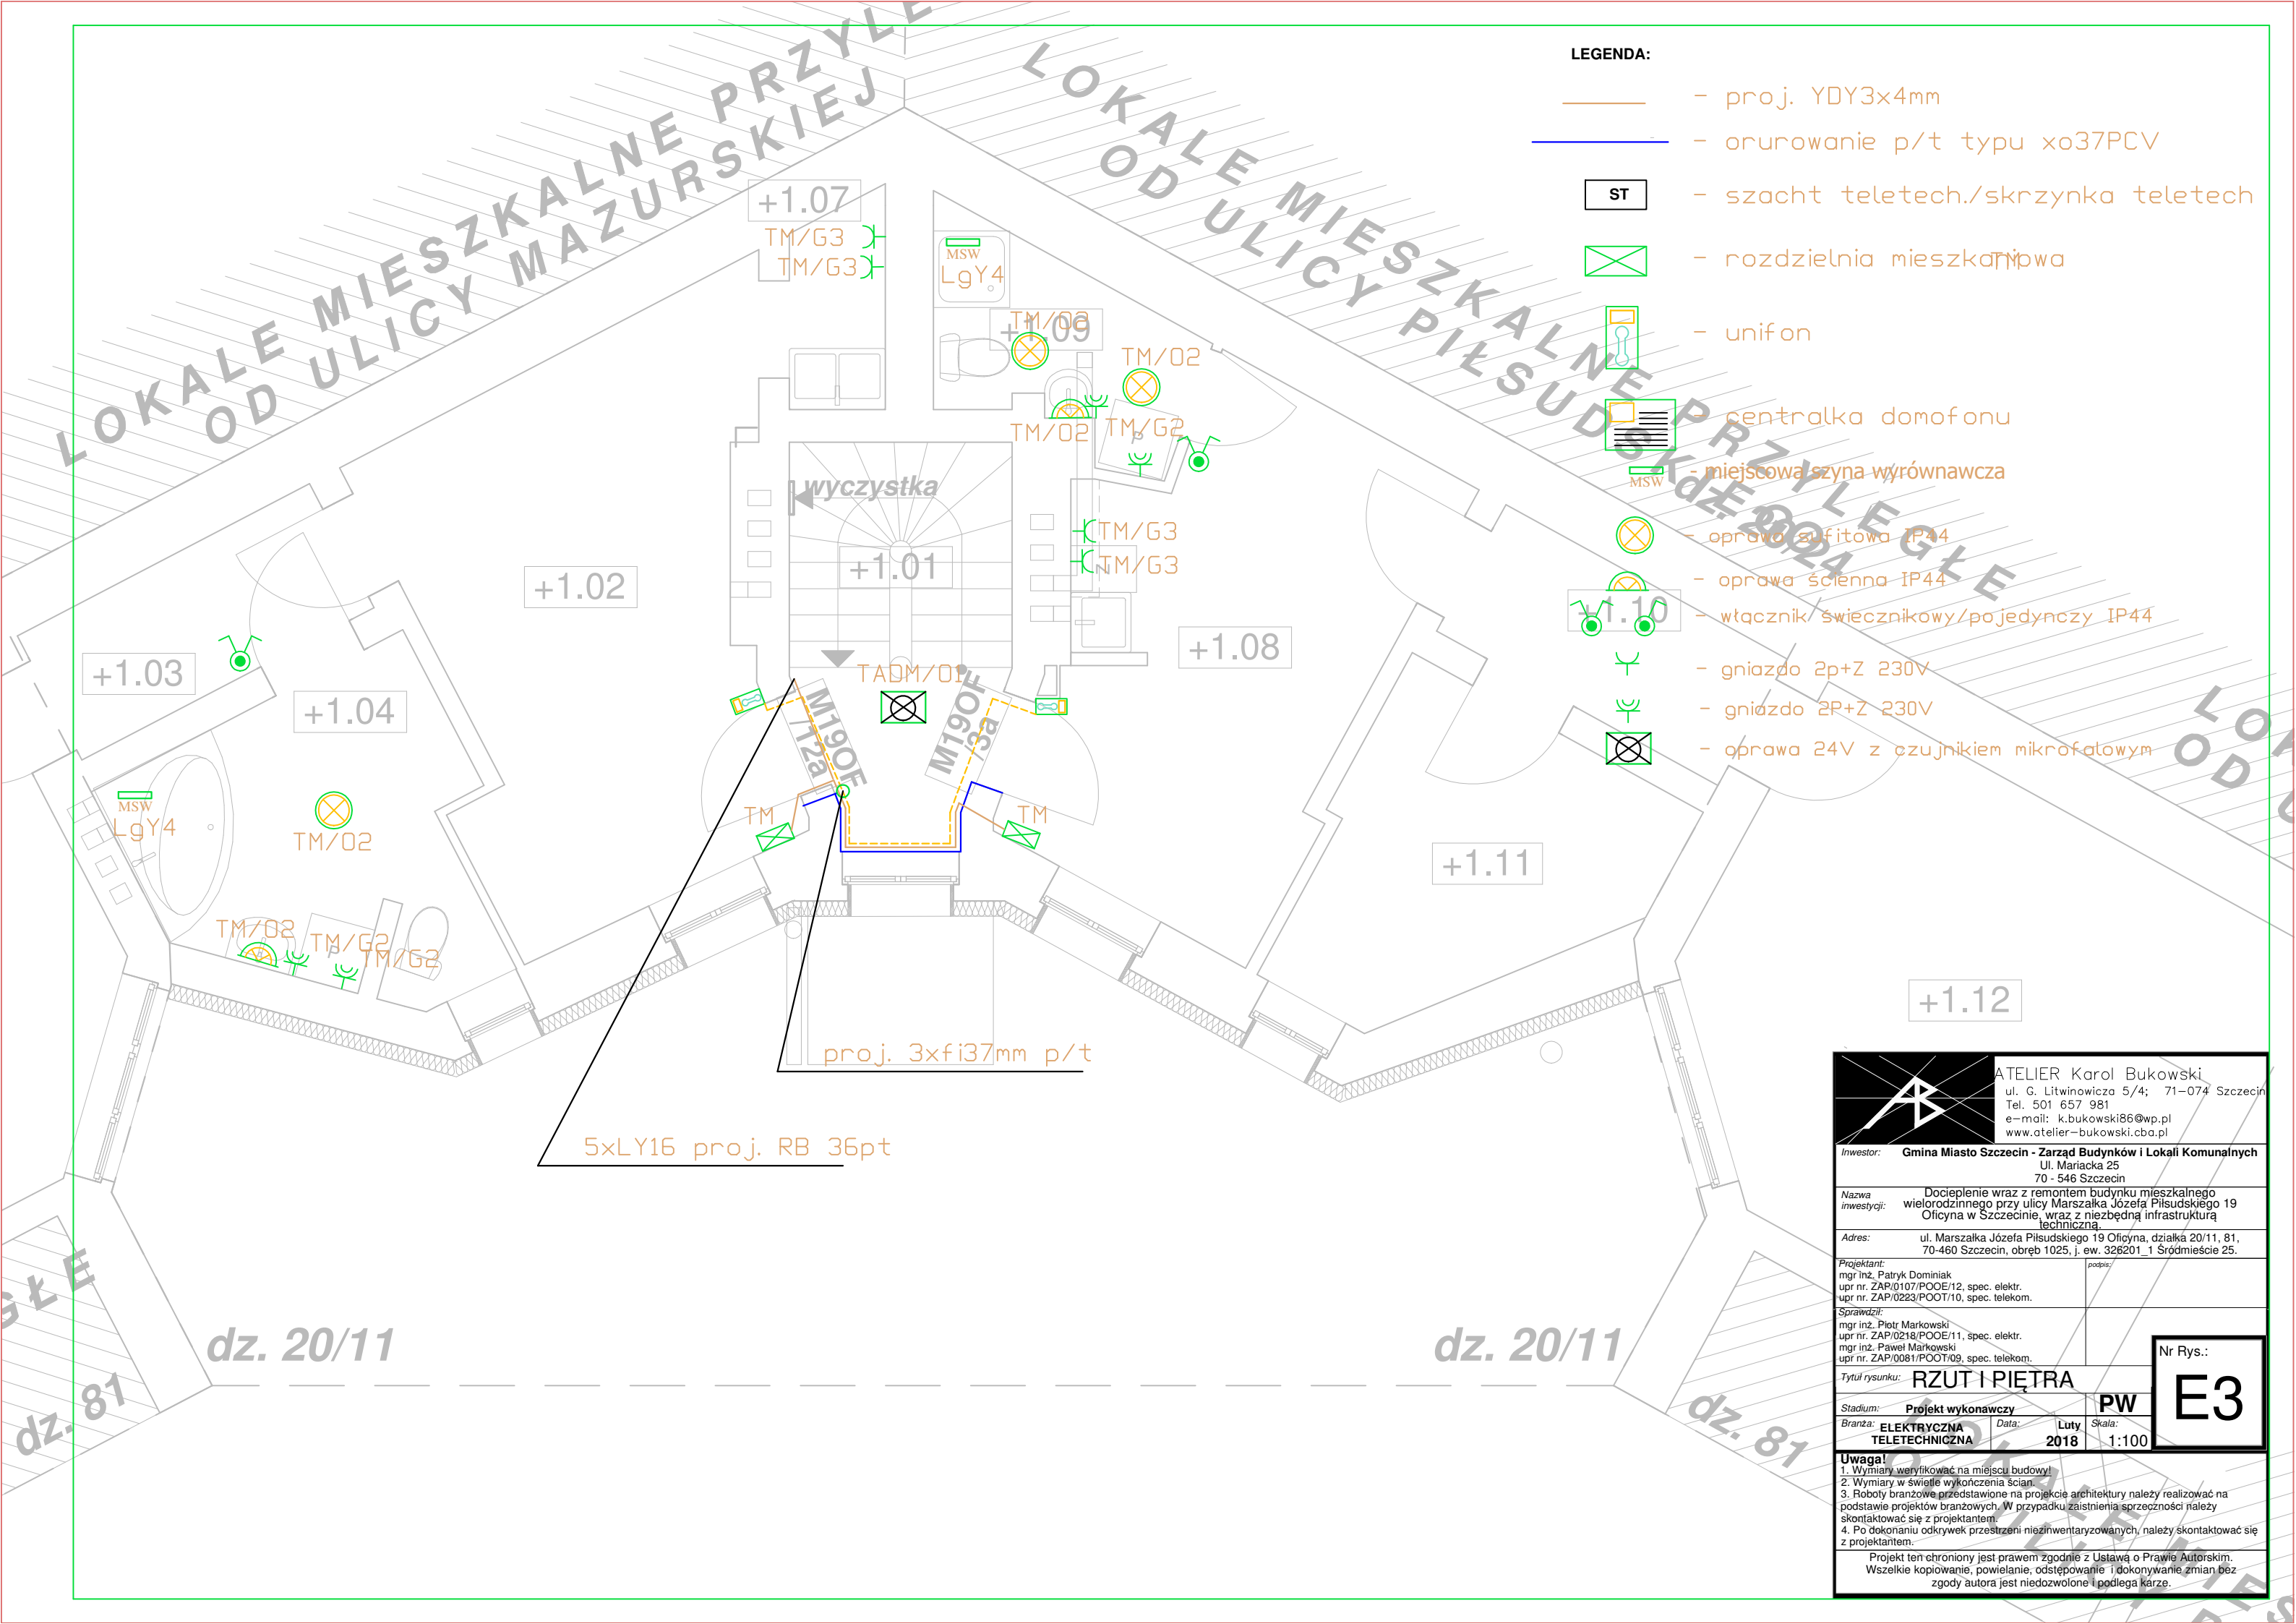 LOKALE MIESZKALNE PRZYLE
OD ULICY MAZURSKIEJ
LOKALE MIESZKALNE PRZYLEGŁE
OD ULICY PIŁSUDSKIEGO
LEGENDA:
- proj. YDY3x4mm
- orurowanie p/t typu xo37PCV
ST
- szacht teletech./skrzynka teletech
- rozdzielnia mieszkaniowa
TM
- unifon
- centralka domofonu
MSW
- miejscowa szyna wyrównawcza
- oprawa sufitowa IP44
- oprawa ścienna IP44
- włącznik świecznikowy/pojedynczy IP44
- gniazdo 2p+Z 230V
- gniazdo 2P+Z 230V
- oprawa 24V z czujnikiem mikrofalowym
+1.07
TM/G3
TM/G3
MSW
LgY4
TM/02
+1.09
TM/02
TM/02
TM/G2
P
wyczystka
TM/G3
TM/G3
Z
+1.01
+1.02
+1.03
+1.04
+1.08
+1.10
TADM/01
M19OF
/12a
M19OF
/3a
TM
TM
MSW
LgY4
TM/02
TM/02
TM/G2
TM/G2
P
+1.11
+1.12
proj. 3xfi37mm p/t
5xLY16 proj. RB 36pt
dz. 20/11
dz. 20/11
GŁE
dz. 81
dz. 81
LOK
OD U
ATELIER Karol Bukowski
ul. G. Litwinowicza 5/4; 71-074 Szczecin
Tel. 501 657 981
e-mail: k.bukowski86@wp.pl
www.atelier-bukowski.cba.pl
Inwestor: Gmina Miasto Szczecin - Zarząd Budynków i Lokali Komunalnych
Ul. Mariacka 25
70 - 546 Szczecin
Nazwa inwestycji: Docieplenie wraz z remontem budynku mieszkalnego
wielorodzinnego przy ulicy Marszałka Józefa Piłsudskiego 19
Oficyna w Szczecinie, wraz z niezbędną infrastrukturą
techniczną.
Adres: ul. Marszałka Józefa Piłsudskiego 19 Oficyna, działka 20/11, 81,
70-460 Szczecin, obręb 1025, j. ew. 326201_1 Śródmieście 25.
Projektant: podpis:
mgr inż. Patryk Dominiak
upr nr. ZAP/0107/POOE/12, spec. elektr.
upr nr. ZAP/0223/POOT/10, spec. telekom.
Sprawdził:
mgr inż. Piotr Markowski
upr nr. ZAP/0218/POOE/11, spec. elektr.
mgr inż. Paweł Markowski
upr nr. ZAP/0081/POOT/09, spec. telekom.
Nr Rys.:
E3
Tytuł rysunku: RZUT I PIĘTRA
Stadium: Projekt wykonawczy PW
Branża: ELEKTRYCZNA
TELETECHNICZNA
Data: Luty
2018
Skala:
1:100
Uwaga!
1. Wymiary weryfikować na miejscu budowy!
2. Wymiary w świetle wykończenia ścian.
3. Roboty branżowe przedstawione na projekcie architektury należy realizować na
podstawie projektów branżowych. W przypadku zaistnienia sprzeczności należy
skontaktować się z projektantem.
4. Po dokonaniu odkrywek przestrzeni niezinwentaryzowanych, należy skontaktować się
z projektantem.
Projekt ten chroniony jest prawem zgodnie z Ustawą o Prawie Autorskim.
Wszelkie kopiowanie, powielanie, odstępowanie i dokonywanie zmian bez
zgody autora jest niedozwolone i podlega karze.